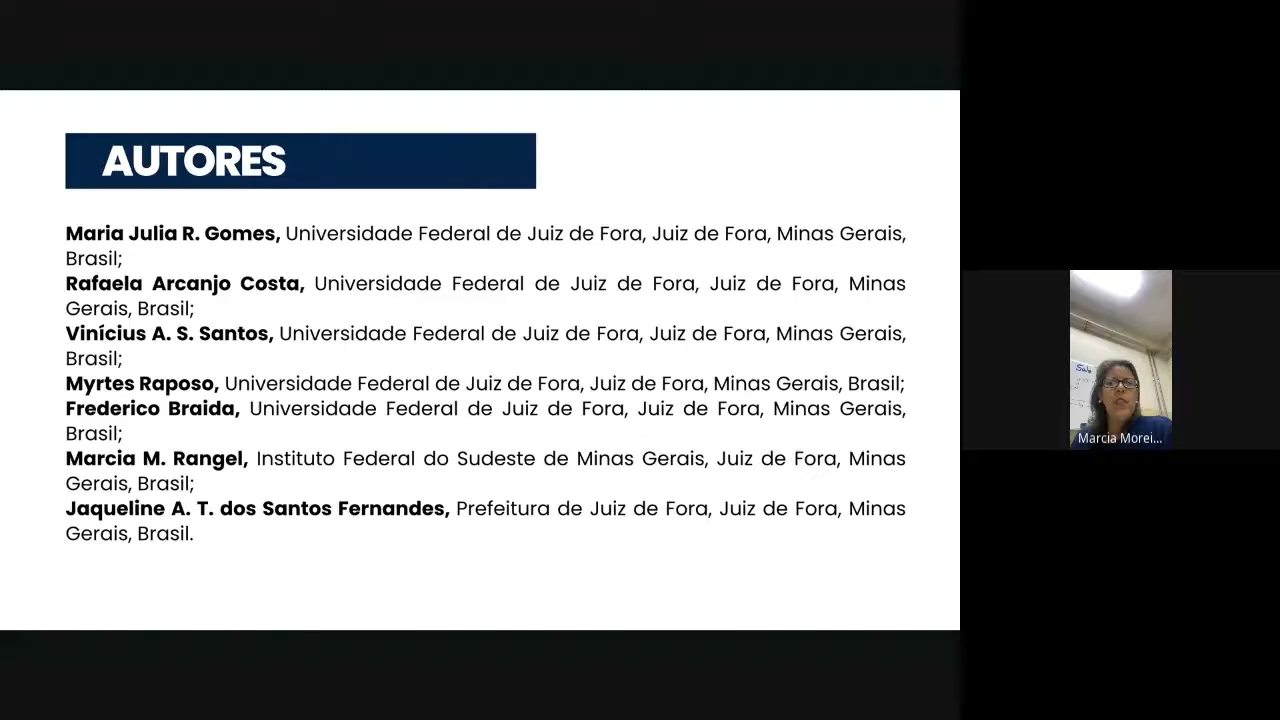 AUTORES
Maria Julia R. Gomes, Universidade Federal de Juiz de Fora, Juiz de Fora, Minas Gerais,
Brasil;
Rafaela Arcanjo Costa, Universidade Federal de Juiz de Fora, Juiz de Fora, Minas
Gerais, Brasil;
Vinícius A. S. Santos, Universidade Federal de Juiz de Fora, Juiz de Fora, Minas Gerais,
Brasil;
Myrtes Raposo, Universidade Federal de Juiz de Fora, Juiz de Fora, Minas Gerais, Brasil;
Frederico Braida, Universidade Federal de Juiz de Fora, Juiz de Fora, Minas Gerais,
Brasil;
Marcia M. Rangel, Instituto Federal do Sudeste de Minas Gerais, Juiz de Fora, Minas
Gerais, Brasil;
Jaqueline A. T. dos Santos Fernandes, Prefeitura de Juiz de Fora, Juiz de Fora, Minas
Gerais, Brasil.
Marcia Morei...